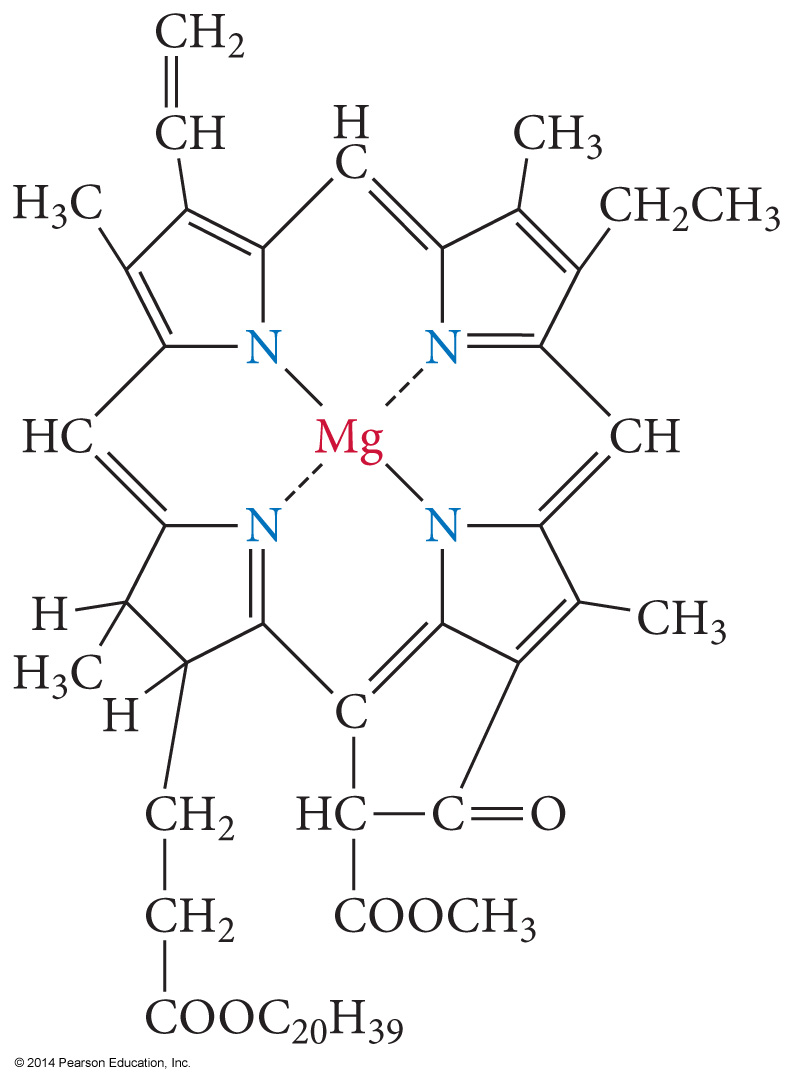 CH2
CH
H
C
CH3
H3C
CH2CH3
N
N
HC
Mg
CH
N
N
H
CH3
H3C
H
C
CH2
HC
C
O
CH2
COOCH3
COOC20H39
© 2014 Pearson Education, Inc.